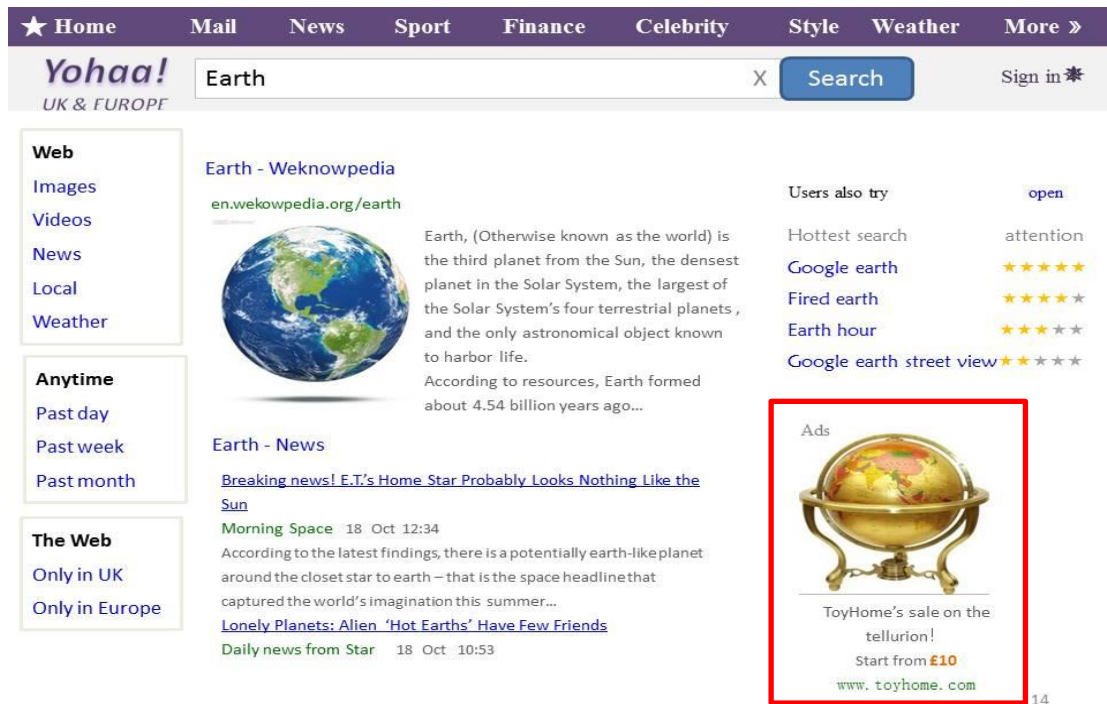 ★ Home Mail News Sport Finance Celebrity Style Weather More »
Yohaa!
UK & EUROPE
Earth X Search Sign in
Web
Images
Videos
News
Local
Weather
Anytime
Past day
Past week
Past month
The Web
Only in UK
Only in Europe
Earth - Weknowpedia
en.wekowpedia.org/earth
Earth, (Otherwise known as the world) is
the third planet from the Sun, the densest
planet in the Solar System, the largest of
the Solar System's four terrestrial planets ,
and the only astronomical object known
to harbor life.
According to resources, Earth formed
about 4.54 billion years ago...
Earth - News
Breaking news! E.T.'s Home Star Probably Looks Nothing Like the
Sun
Morning Space 18 Oct 12:34
According to the latest findings, there is a potentially earth-like planet
around the closet star to earth – that is the space headline that
captured the world's imagination this summer...
Lonely Planets: Alien 'Hot Earths' Have Few Friends
Daily news from Star 18 Oct 10:53
Users also try open
Hottest search attention
Google earth ★★★★★
Fired earth ★★★★★
Earth hour ★★★★★
Google earth street view ★★★★★
Ads
ToyHome's sale on the
tellurion!
Start from £10
www.toyhome.com
14